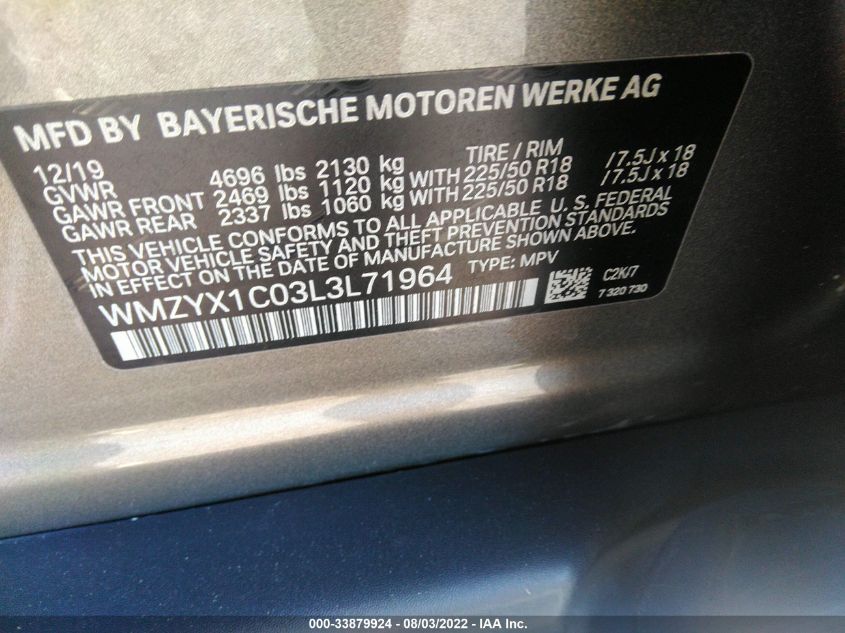 MFD BY BAYERISCHE MOTOREN WERKE AG
12/19 TIRE / RIM
GVWR 4696 lbs 2130 kg
GAWR FRONT 2469 lbs 1120 kg WITH 225/50 R18 /7.5J x 18
GAWR REAR 2337 lbs 1060 kg WITH 225/50 R18 /7.5J x 18
THIS VEHICLE CONFORMS TO ALL APPLICABLE U. S. FEDERAL
MOTOR VEHICLE SAFETY AND THEFT PREVENTION STANDARDS
IN EFFECT ON THE DATE OF MANUFACTURE SHOWN ABOVE.
WMZYX1C03L3L71964 TYPE: MPV
C2K/7
7 320 730
000-33879924 - 08/03/2022 - IAA Inc.